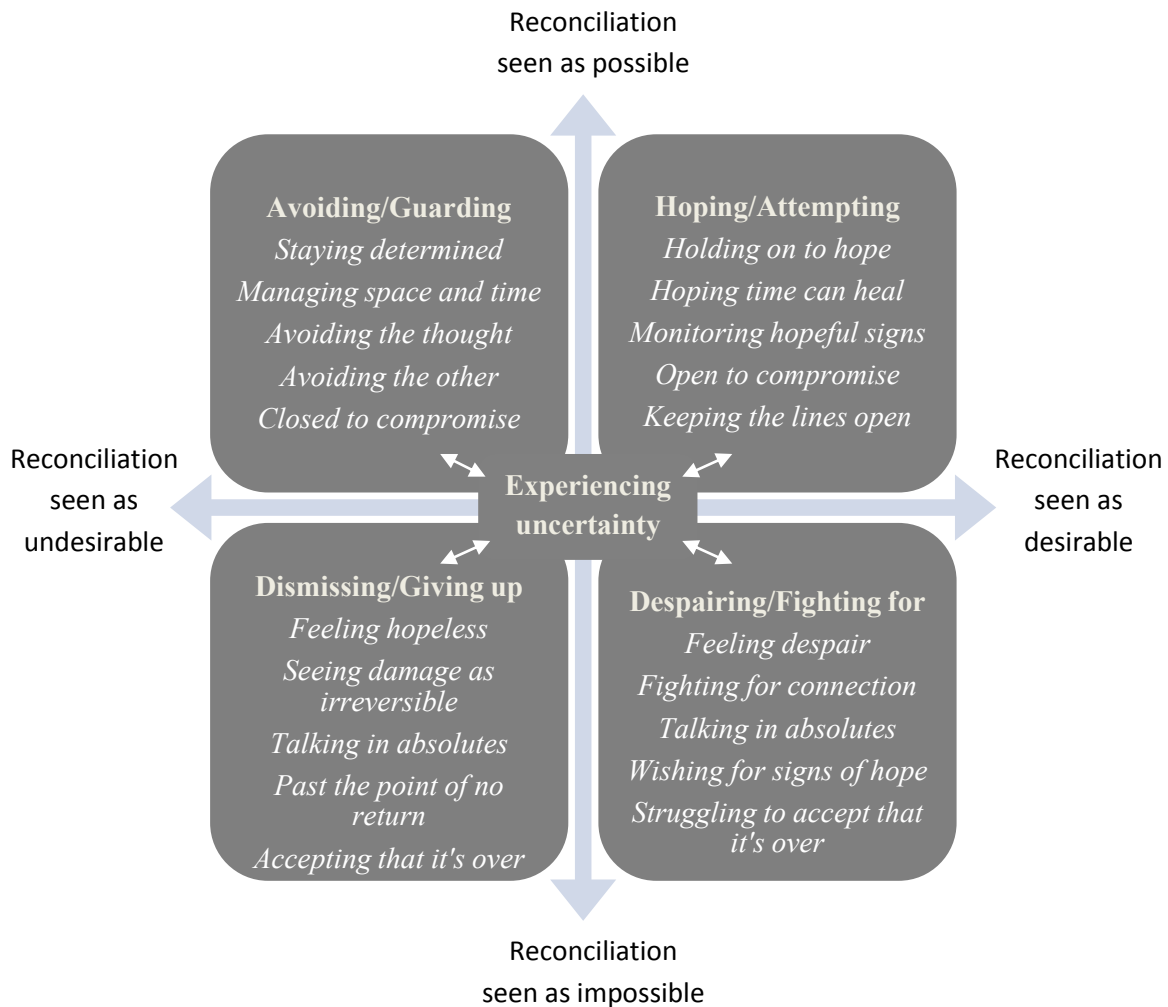 Reconciliation
seen as possible
Avoiding/Guarding
Staying determined
Managing space and time
Avoiding the thought
Avoiding the other
Closed to compromise
Hoping/Attempting
Holding on to hope
Hoping time can heal
Monitoring hopeful signs
Open to compromise
Keeping the lines open
Reconciliation
seen as
undesirable
Experiencing
uncertainty
Reconciliation
seen as
desirable
Dismissing/Giving up
Feeling hopeless
Seeing damage as
irreversible
Talking in absolutes
Past the point of no
return
Accepting that it's over
Despairing/Fighting for
Feeling despair
Fighting for connection
Talking in absolutes
Wishing for signs of hope
Struggling to accept that
it's over
Reconciliation
seen as impossible